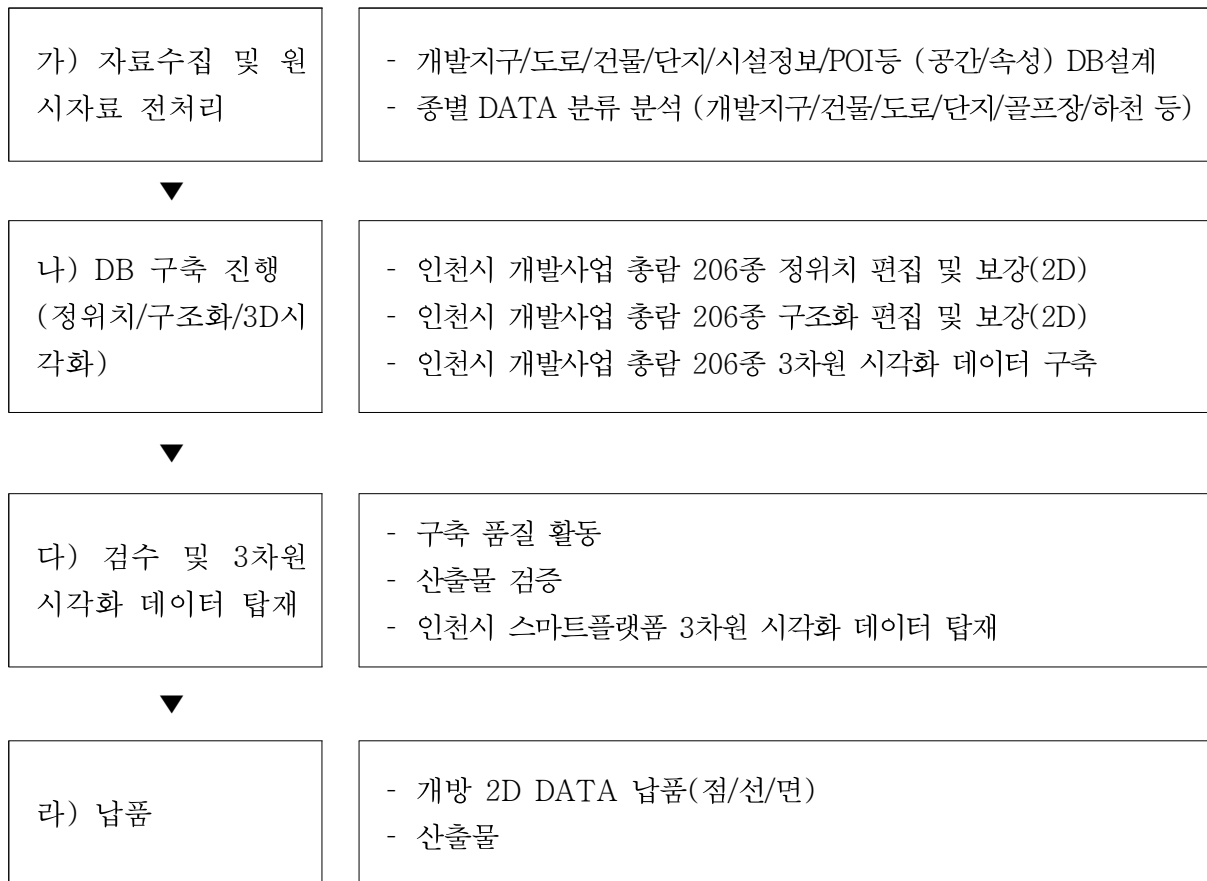 가) 자료수집 및 원
시자료 전처리
- 개발지구/도로/건물/단지/시설정보/POI등 (공간/속성) DB설계
- 종별 DATA 분류 분석 (개발지구/건물/도로/단지/골프장/하천 등)
▼
나) DB 구축 진행
(정위치/구조화/3D시
각화)
- 인천시 개발사업 총람 206종 정위치 편집 및 보강(2D)
- 인천시 개발사업 총람 206종 구조화 편집 및 보강(2D)
- 인천시 개발사업 총람 206종 3차원 시각화 데이터 구축
▼
다) 검수 및 3차원
시각화 데이터 탑재
- 구축 품질 활동
- 산출물 검증
- 인천시 스마트플랫폼 3차원 시각화 데이터 탑재
▼
라) 납품
- 개방 2D DATA 납품(점/선/면)
- 산출물